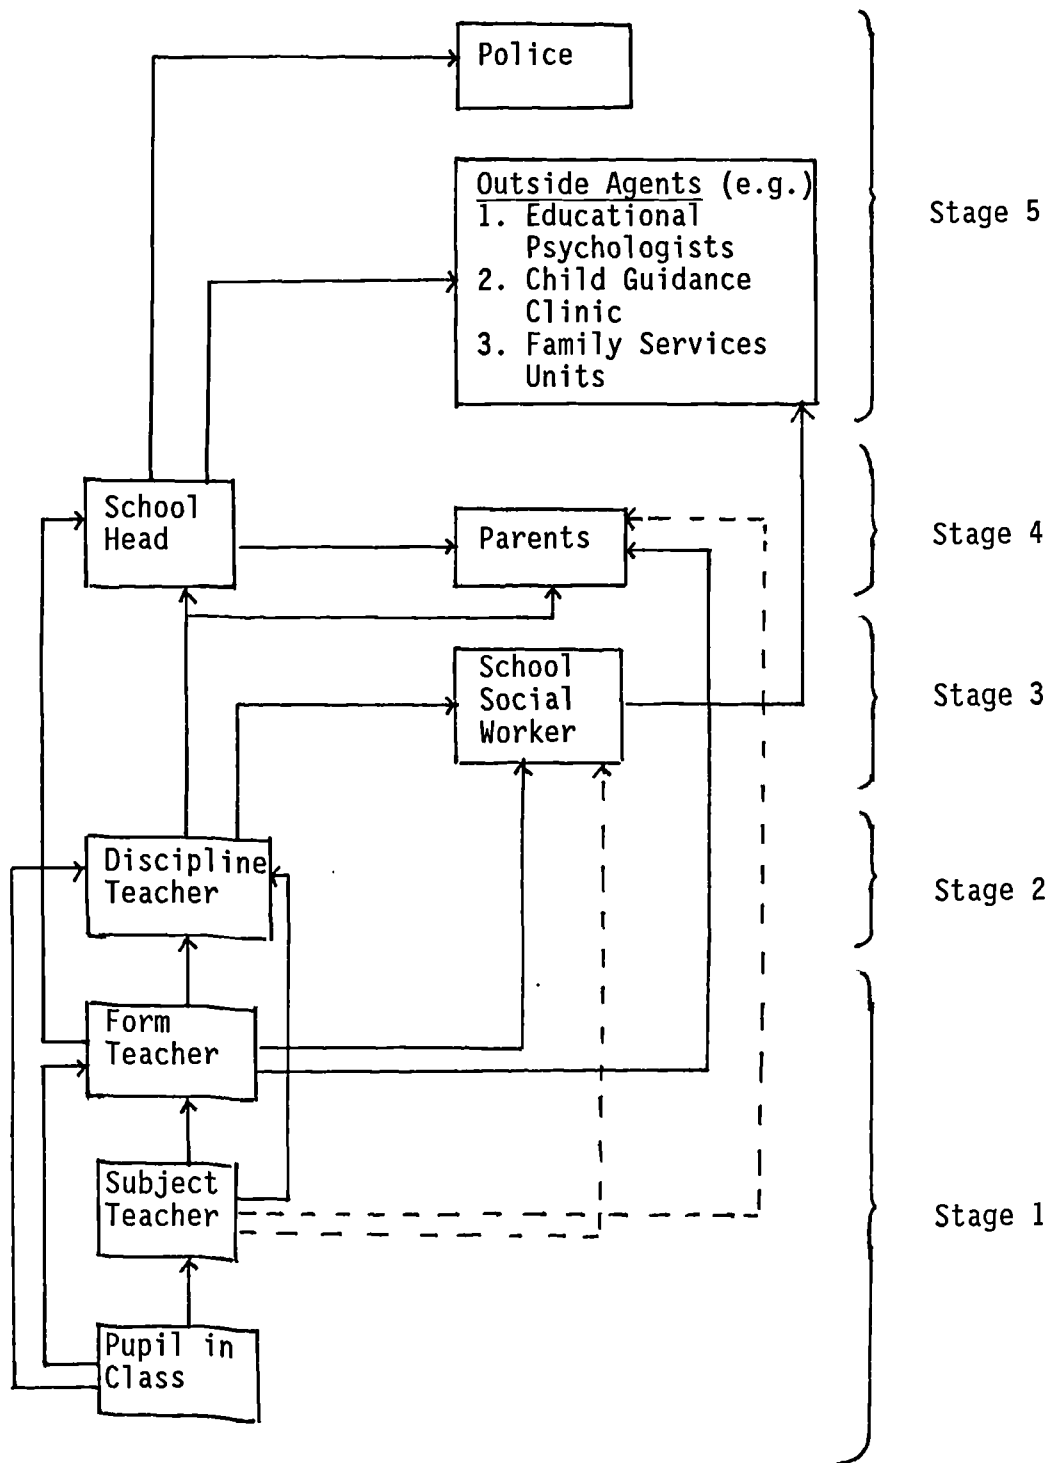 Police
Outside Agents (e.g.)
1. Educational
Psychologists
2. Child Guidance
Clinic
3. Family Services
Units
Stage 5
School
Head
Parents
Stage 4
School
Social
Worker
Stage 3
Discipline
Teacher
Stage 2
Form
Teacher
Subject
Teacher
Stage 1
Pupil in
Class